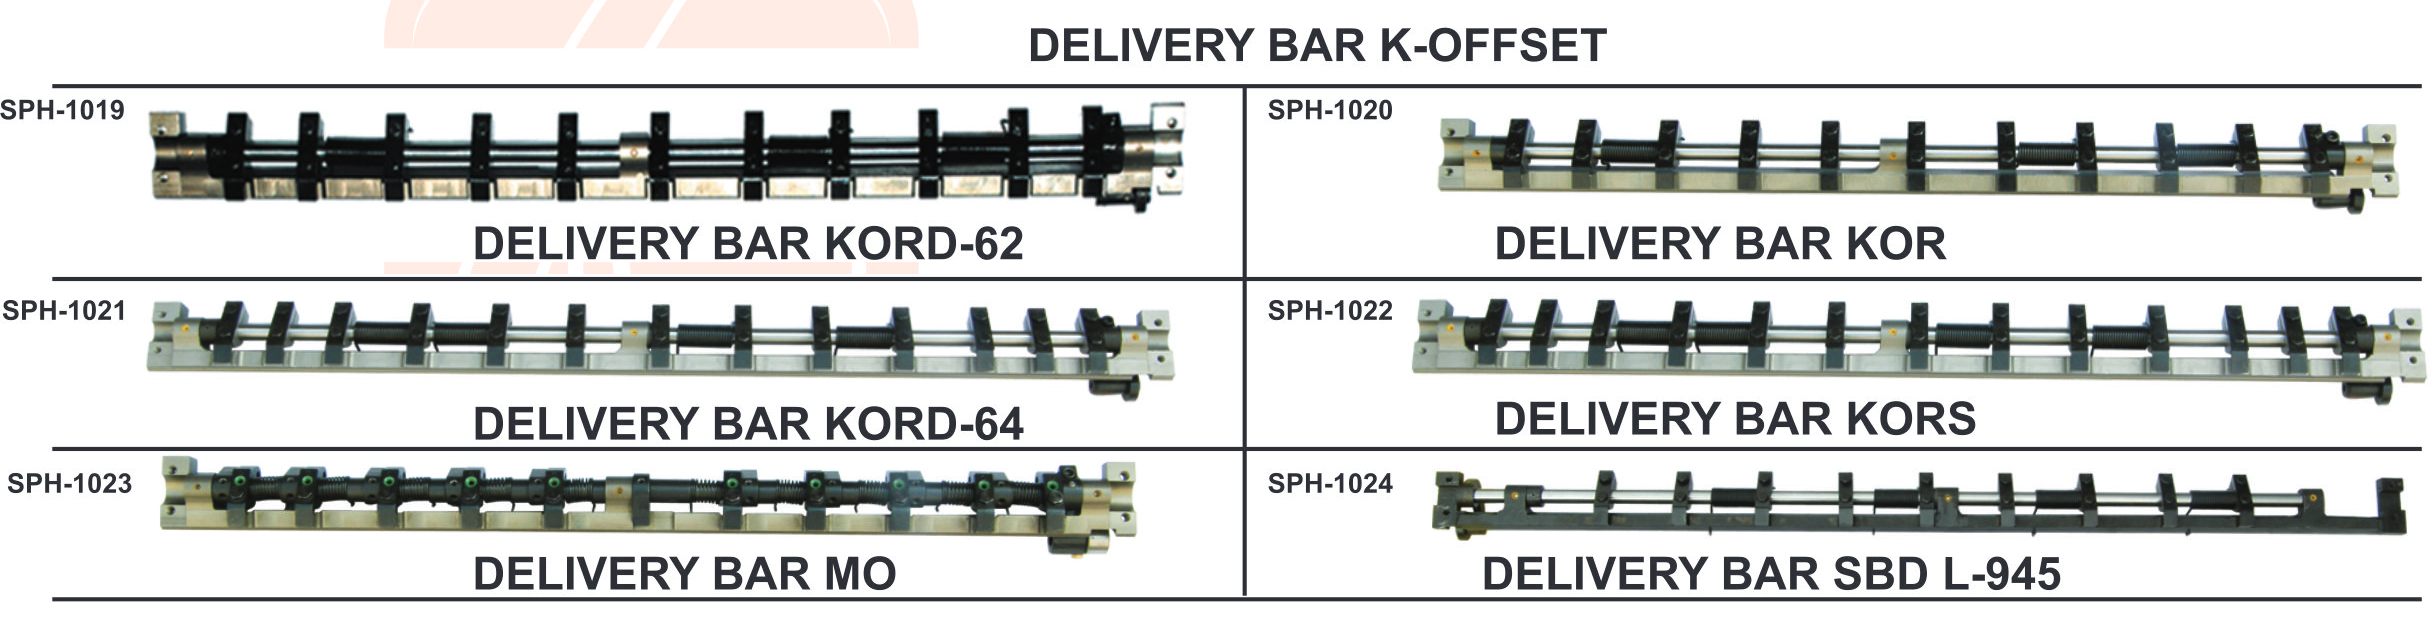 DELIVERY BAR K-OFFSET
SPH-1019
DELIVERY BAR KORD-62
SPH-1020
DELIVERY BAR KOR
SPH-1021
DELIVERY BAR KORD-64
SPH-1022
DELIVERY BAR KORS
SPH-1023
DELIVERY BAR MO
SPH-1024
DELIVERY BAR SBD L-945